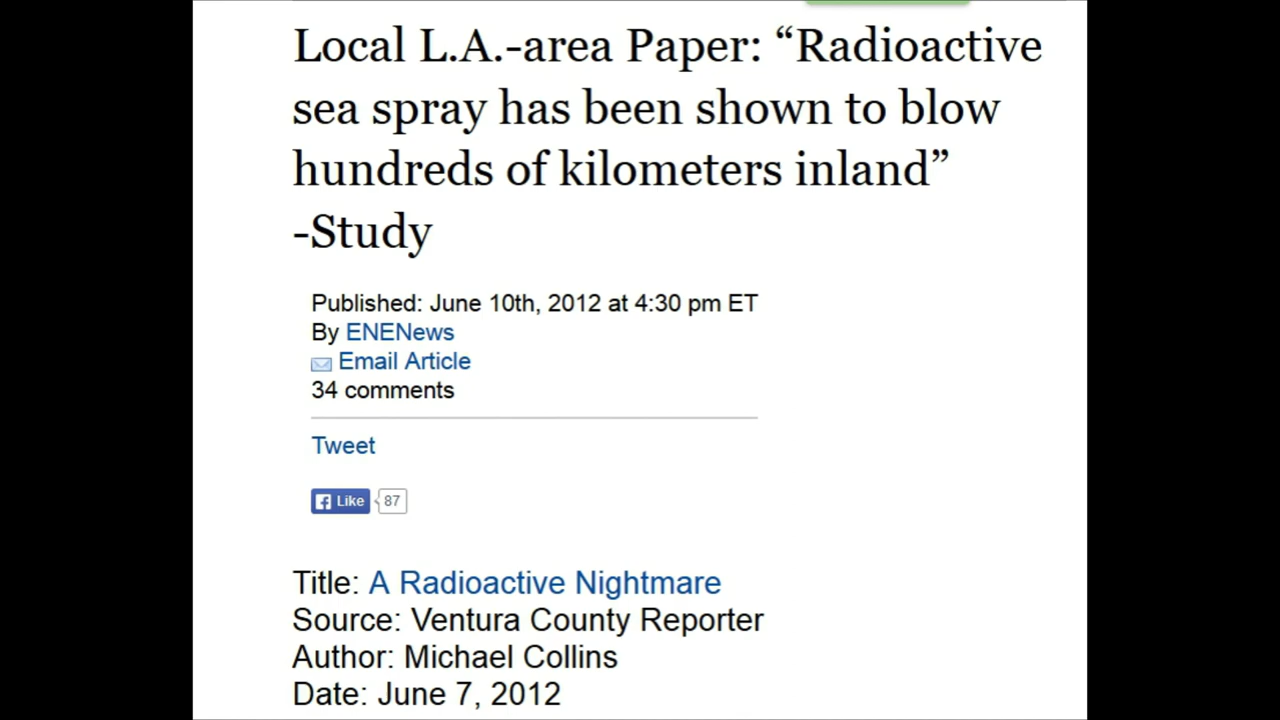 Local L.A.-area Paper: “Radioactive
sea spray has been shown to blow
hundreds of kilometers inland”
-Study
Published: June 10th, 2012 at 4:30 pm ET
By ENENews
Email Article
34 comments
Tweet
Like 87
Title: A Radioactive Nightmare
Source: Ventura County Reporter
Author: Michael Collins
Date: June 7, 2012